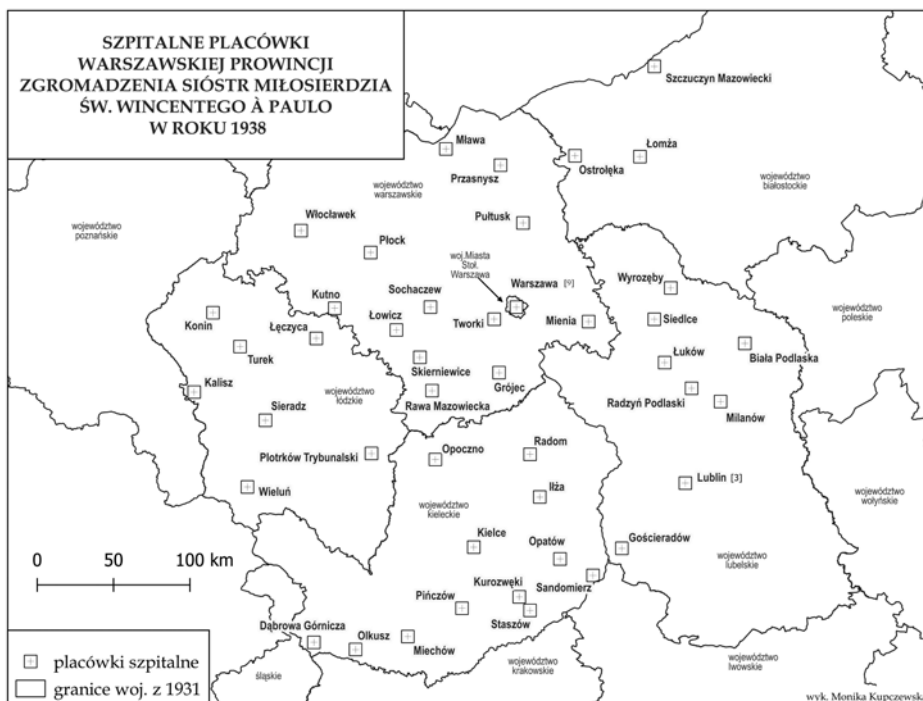 SZPITALNE PLACÓWKI
WARSZAWSKIEJ PROWINCJI
ZGROMADZENIA SIÓSTR MIŁOSIERDZIA
ŚW. WINCENTEGO À PAULO
W ROKU 1938
Szczuczyn Mazowiecki
Mława
Łomża
Ostrołęka
Przasnysz
województwo
białostockie
województwo
warszawskie
województwo
poznańskie
Włocławek
Pułtusk
Płock
woj.Miasta
Stoł.
Warszawa
Warszawa
Wyrozęby
Sochaczew
Kutno
Konin
Łowicz
Tworki
Mienia
Siedlce
województwo
poleskie
Łęczyca
Turek
Skierniewice
Łuków
Biała Podlaska
Kalisz
województwo
łódzkie
Grójec
Rawa Mazowiecka
Radzyń Podlaski
Milanów
Sieradz
Piotrków Trybunalski
Opoczno
Radom
Wieluń
Iłża
Lublin [3]
województwo
wołyńskie
województwo
kieleckie
Kielce
Opatów
Gościeradów
województwo
lubelskie
0 50 100 km
Kurozwęki
Sandomierz
Pińczów
Staszów
Dąbrowa Górnicza
Olkusz
Miechów
śląskie
województwo
krakowskie
województwo
lwowskie
placówki szpitalne
granice woj. z 1931
wyk. Monika Kupczewska